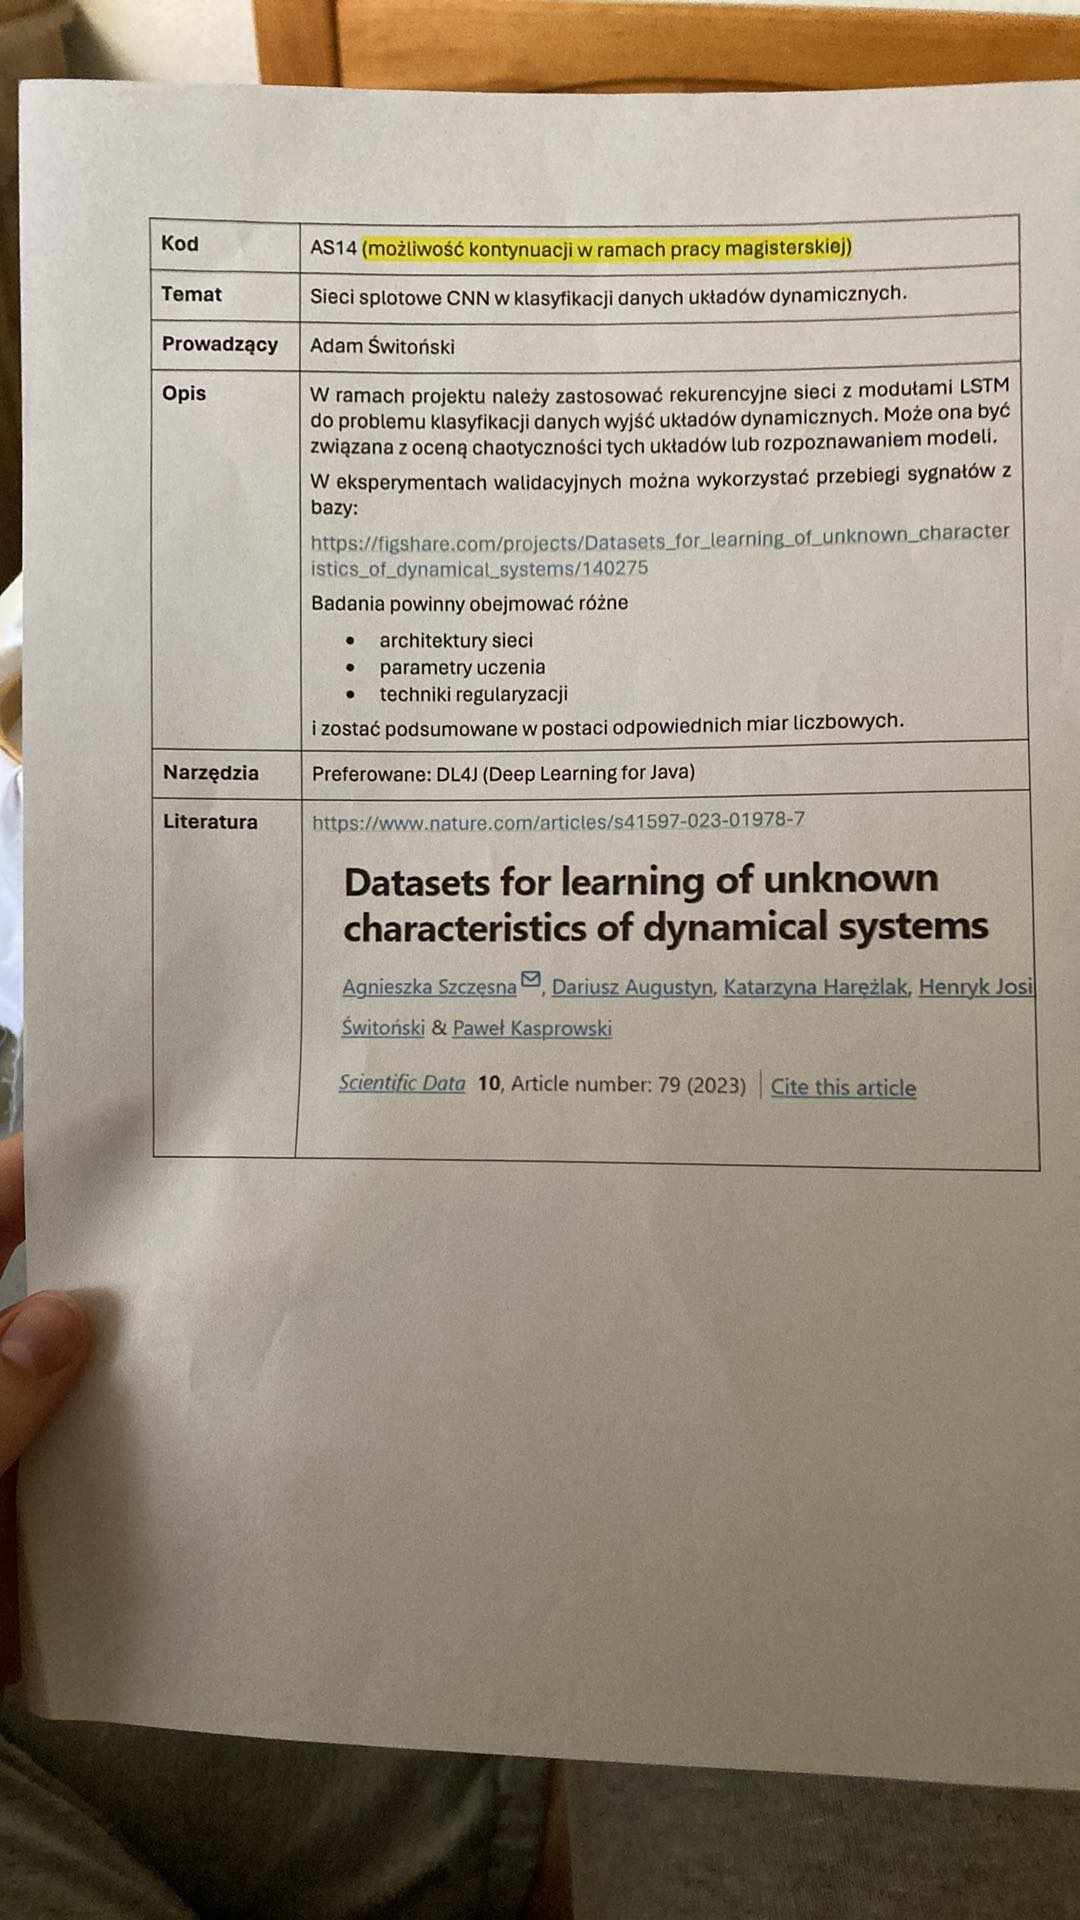 Kod
AS14 (możliwość kontynuacji w ramach pracy magisterskiej)
Temat
Sieci splotowe CNN w klasyfikacji danych układów dynamicznych.
Prowadzący
Adam Świtoński
Opis
W ramach projektu należy zastosować rekurencyjne sieci z modułami LSTM
do problemu klasyfikacji danych wyjść układów dynamicznych. Może ona być
związana z oceną chaotyczności tych układów lub rozpoznawaniem modeli.
W eksperymentach walidacyjnych można wykorzystać przebiegi sygnałów z
bazy:
https://figshare.com/projects/Datasets_for_learning_of_unknown_character
istics_of_dynamical_systems/140275
Badania powinny obejmować różne
• architektury sieci
• parametry uczenia
• techniki regularyzacji
i zostać podsumowane w postaci odpowiednich miar liczbowych.
Narzędzia
Preferowane: DL4J (Deep Learning for Java)
Literatura
https://www.nature.com/articles/s41597-023-01978-7
Datasets for learning of unknown
characteristics of dynamical systems
Agnieszka Szczęsna, Dariusz Augustyn, Katarzyna Harężlak, Henryk Josi
Świtoński & Paweł Kasprowski
Scientific Data 10, Article number: 79 (2023) | Cite this article